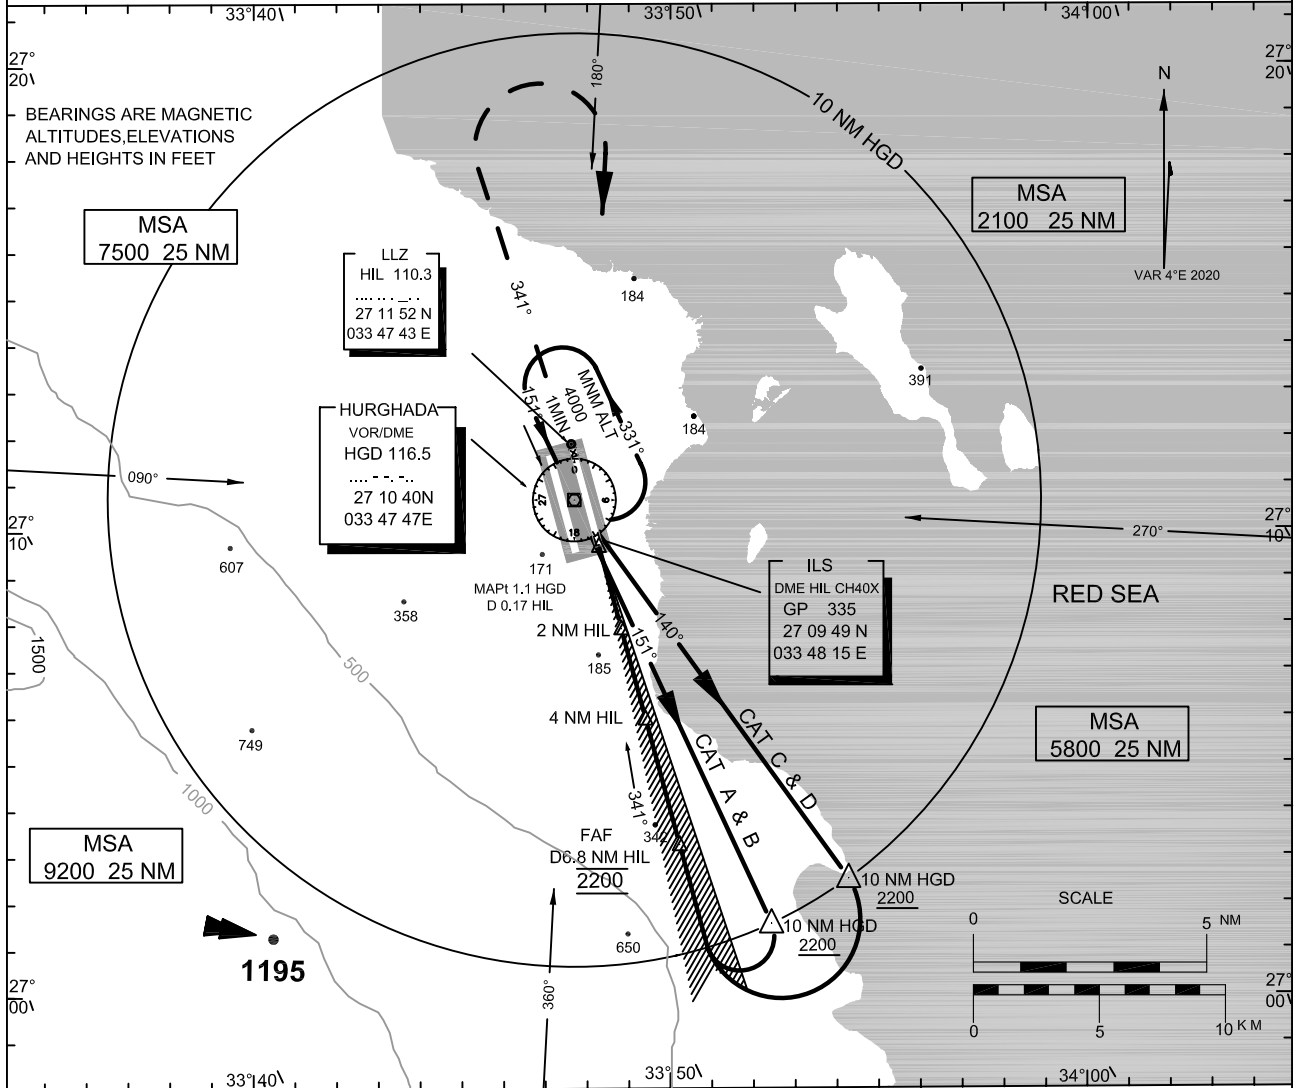 33°40\
33°50\
34°00\
27°
20\
27°
20\
BEARINGS ARE MAGNETIC
ALTITUDES,ELEVATIONS
AND HEIGHTS IN FEET
180°
10 NM HGD
N
VAR 4°E 2020
MSA
7500 25 NM
MSA
2100 25 NM
LLZ
HIL 110.3
.... .. . _. .
27 11 52 N
033 47 43 E
341°
184
391
184
151°
1MIN
4000
MNM ALT
331°
HURGHADA
VOR/DME
HGD 116.5
.... - - . - ..
27 10 40N
033 47 47E
0
9
18
27
090°
270°
27°
10\
27°
10\
607
358
171
MAPt 1.1 HGD
D 0.17 HIL
2 NM HIL
185
4 NM HIL
151°
140°
ILS
DME HIL CH40X
GP 335
27 09 49 N
033 48 15 E
RED SEA
1500
500
1000
749
CAT A & B
CAT C & D
MSA
5800 25 NM
MSA
9200 25 NM
341°
342
FAF
D6.8 NM HIL
2200
10 NM HGD
2200
10 NM HGD
2200
650
1195
360°
SCALE
0
5 NM
0
5
10 K M
27°
00\
27°
00\
33°40\
33°50\
34°00\